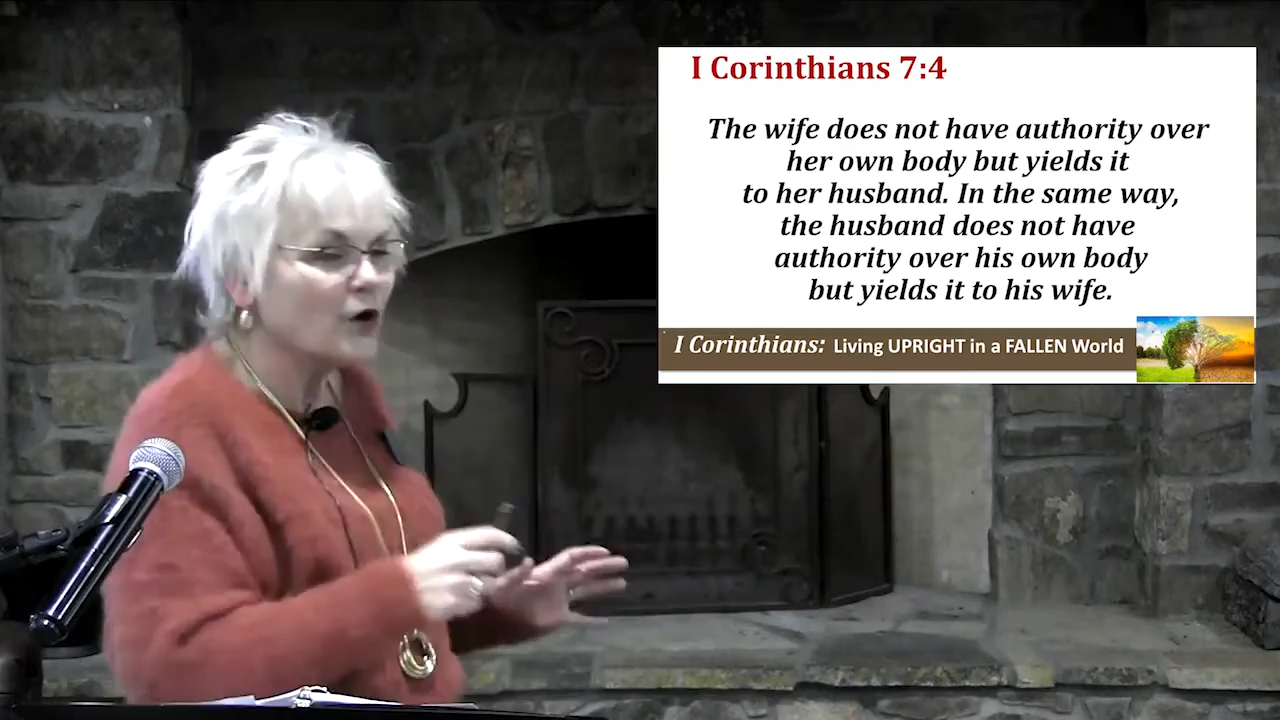 I Corinthians 7:4
The wife does not have authority over
her own body but yields it
to her husband. In the same way,
the husband does not have
authority over his own body
but yields it to his wife.
I Corinthians: Living UPRIGHT in a FALLEN World